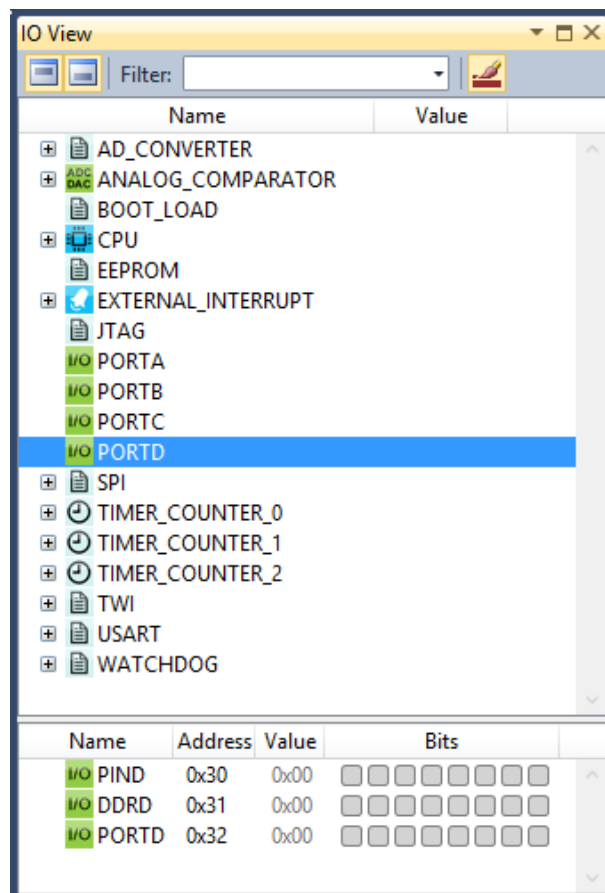 IO View
Filter:
Name Value
AD_CONVERTER
ADC DAC ANALOG_COMPARATOR
BOOT_LOAD
CPU
EEPROM
EXTERNAL_INTERRUPT
JTAG
I/O PORTA
I/O PORTB
I/O PORTC
I/O PORTD
SPI
TIMER_COUNTER_0
TIMER_COUNTER_1
TIMER_COUNTER_2
TWI
USART
WATCHDOG
Name Address Value Bits
I/O PIND 0x30 0x00
I/O DDRD 0x31 0x00
I/O PORTD 0x32 0x00